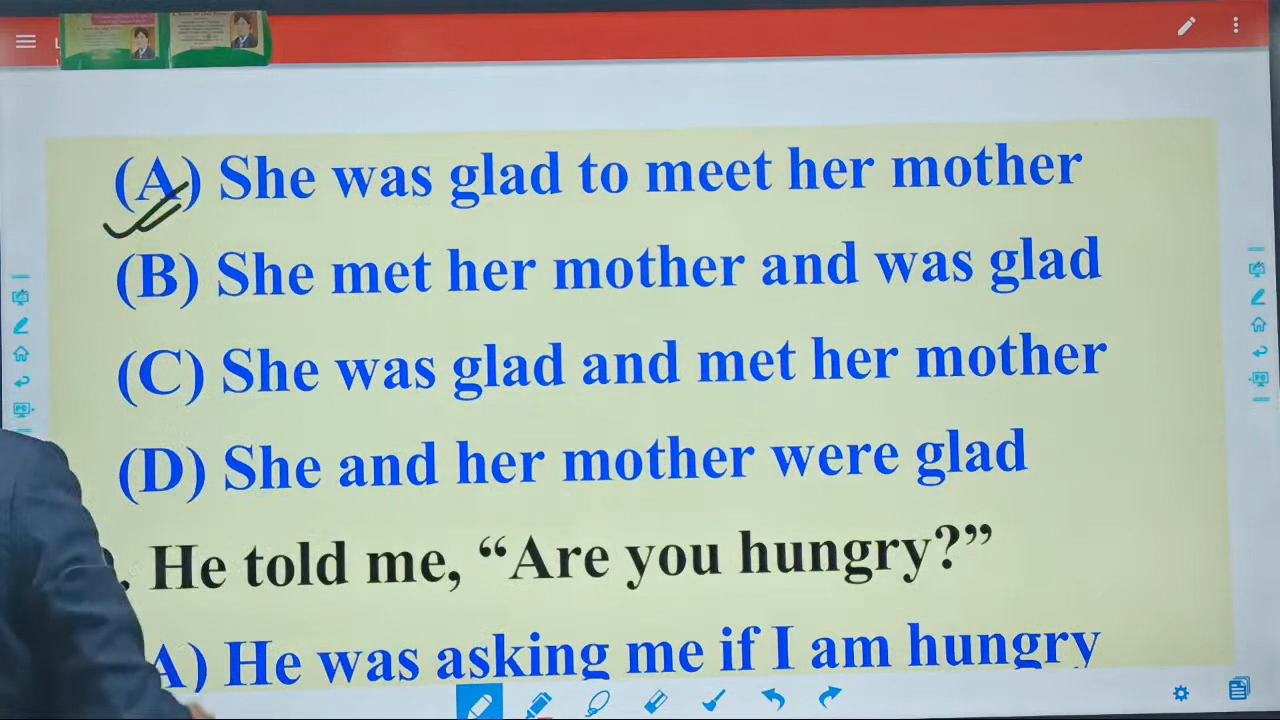 (A) She was glad to meet her mother
(B) She met her mother and was glad
(C) She was glad and met her mother
(D) She and her mother were glad
. He told me, “Are you hungry?”
A) He was asking me if I am hungry